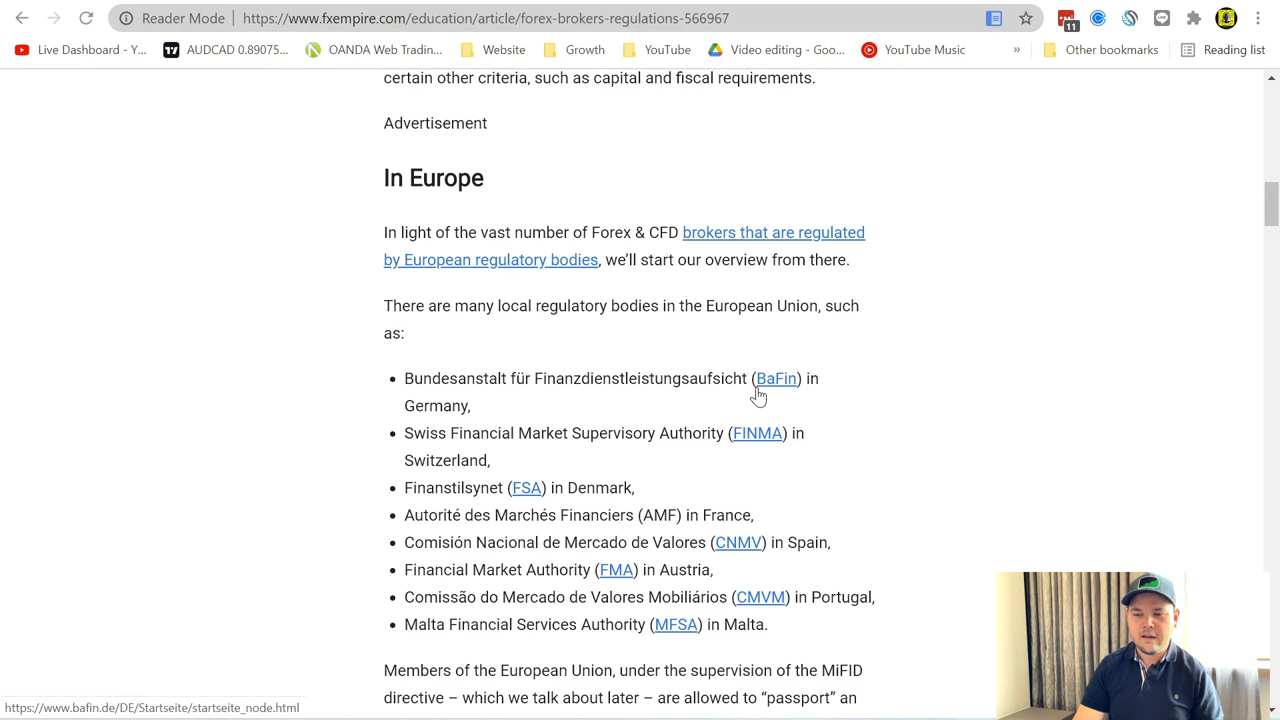 Reader Mode | https://www.fxempire.com/education/article/forex-brokers-regulations-566967
11
Live Dashboard - Y... AUDCAD 0.89075... OANDA Web Tradin... Website Growth YouTube Video editing - Goo... YouTube Music » Other bookmarks Reading list
certain other criteria, such as capital and fiscal requirements.
Advertisement
In Europe
In light of the vast number of Forex & CFD brokers that are regulated
by European regulatory bodies, we’ll start our overview from there.
There are many local regulatory bodies in the European Union, such
as:
• Bundesanstalt für Finanzdienstleistungsaufsicht (BaFin) in
Germany,
• Swiss Financial Market Supervisory Authority (FINMA) in
Switzerland,
• Finanstilsynet (FSA) in Denmark,
• Autorité des Marchés Financiers (AMF) in France,
• Comisión Nacional de Mercado de Valores (CNMV) in Spain,
• Financial Market Authority (FMA) in Austria,
• Comissão do Mercado de Valores Mobiliários (CMVM) in Portugal,
• Malta Financial Services Authority (MFSA) in Malta.
Members of the European Union, under the supervision of the MiFID
directive – which we talk about later – are allowed to “passport” an
https://www.bafin.de/DE/Startseite/startseite_node.html